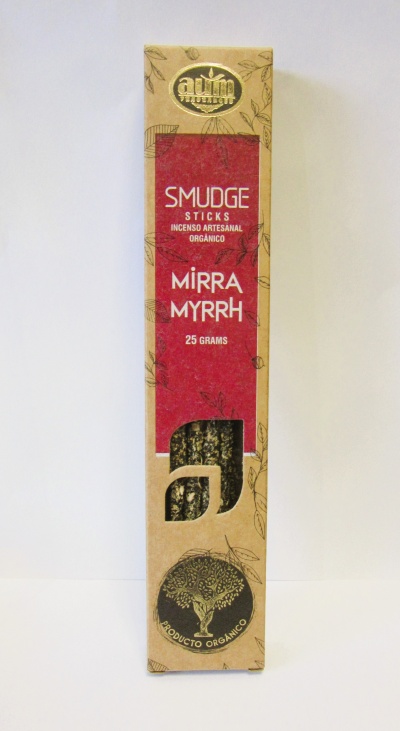 aum
FRAGRANCES
SMUDGE
STICKS
INCENSO ARTESANAL
ORGÁNICO
MIRRA
MYRRH
25 GRAMS
PRODUCTO ORGÁNICO